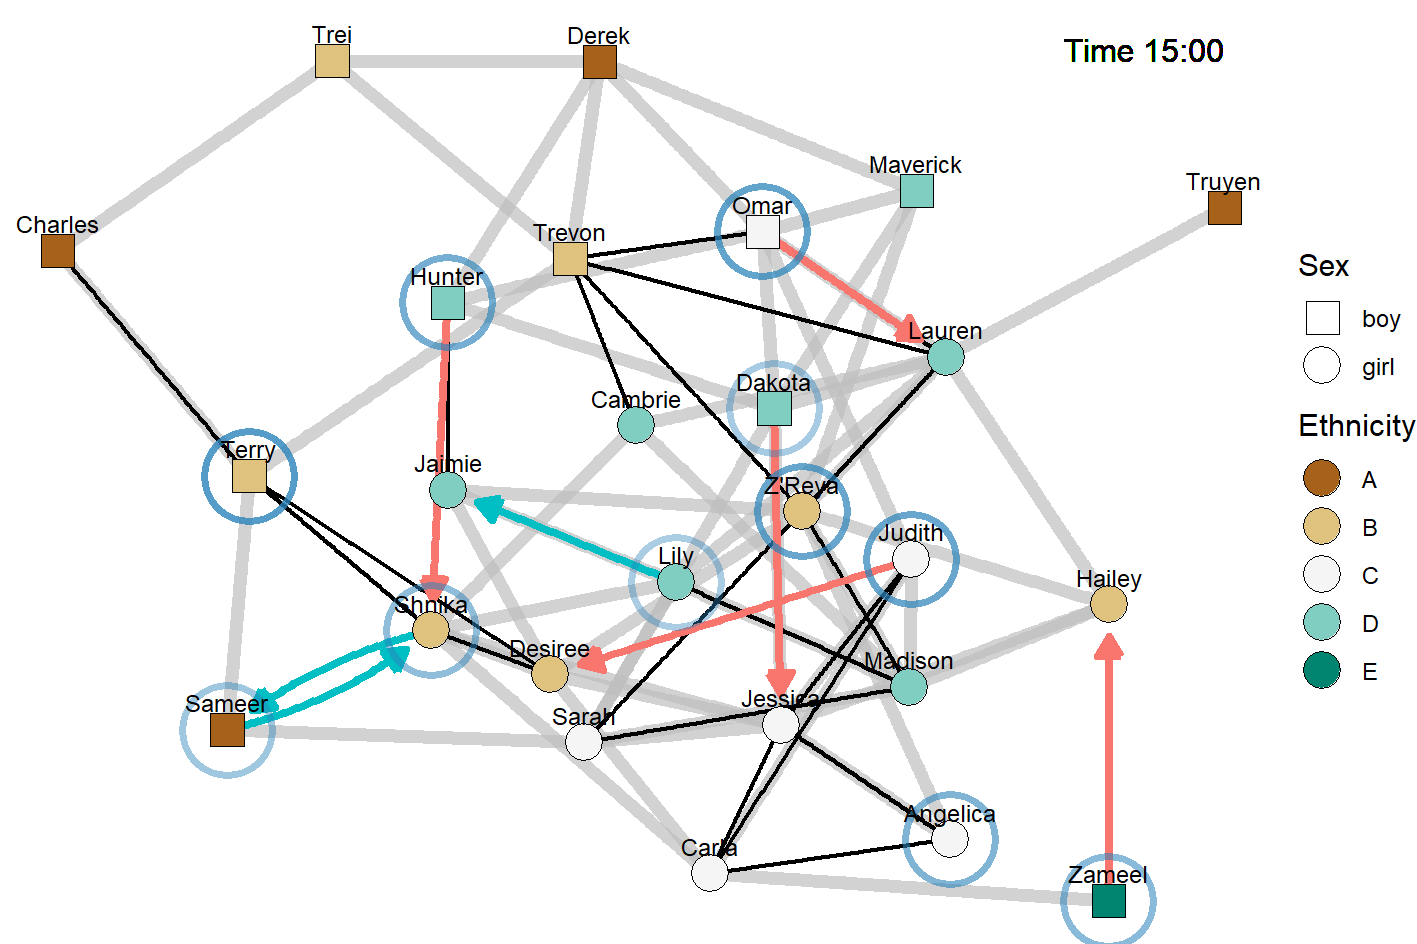 Trei
Derek
Time 15:00
Maverick
Truyen
Omar
Charles
Trevon
Hunter
Lauren
Dakota
Cambrie
Terry
Jaimie
Z'Reya
Judith
Lily
Hailey
Shnika
Desiree
Madison
Sameer
Jessica
Sarah
Angelica
Carla
Zameel
Sex
boy
girl
Ethnicity
A
B
C
D
E